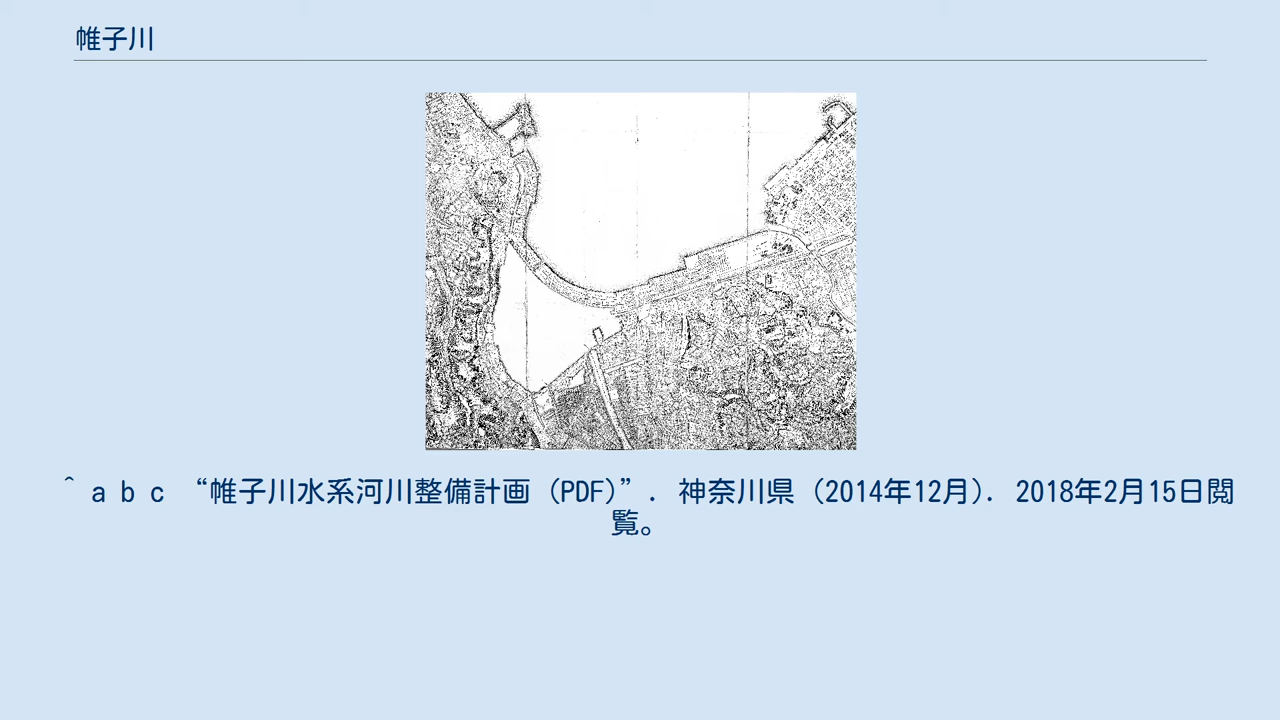 帷子川
^ a b c “帷子川水系河川整備計画（PDF）”. 神奈川県（2014年12月）. 2018年2月15日閲
覧。